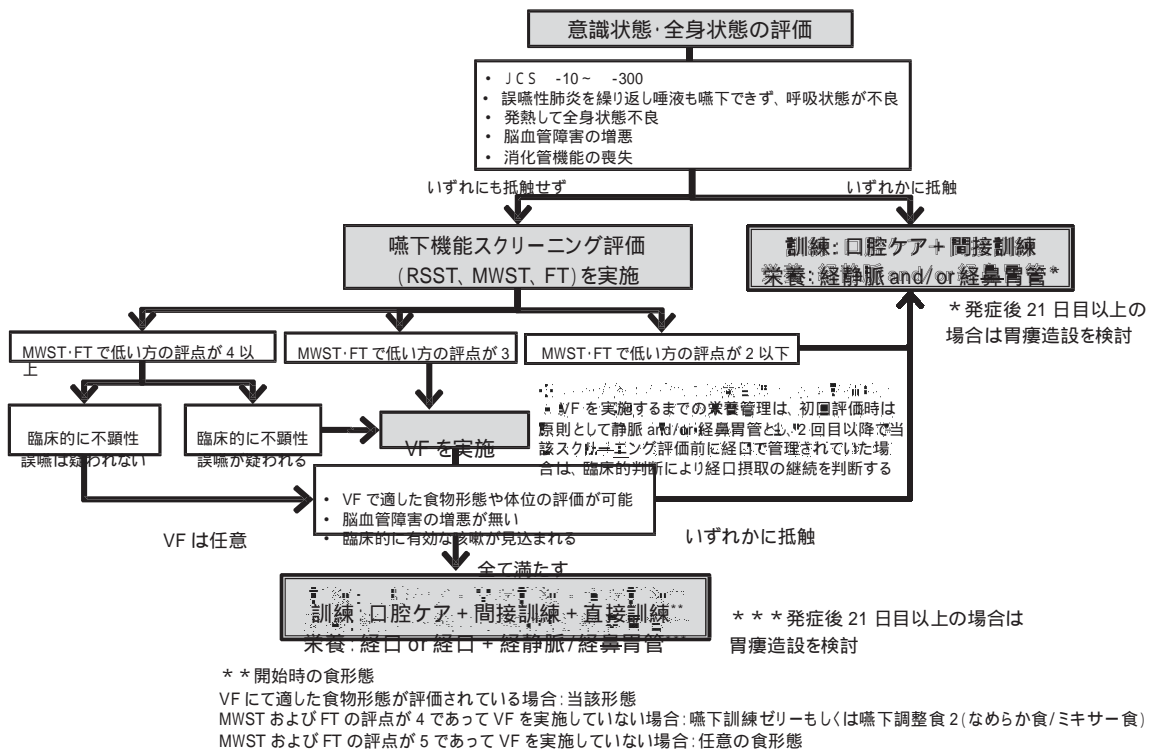 意識状態･全身状態の評価
・ JCS -10～ -300
・ 誤嚥性肺炎を繰り返し唾液も嚥下できず、呼吸状態が不良
・ 発熱して全身状態不良
・ 脳血管障害の増悪
・ 消化管機能の喪失
いずれにも抵触せず
いずれかに抵触
嚥下機能スクリーニング評価
(RSST、MWST、FT)を実施
訓練：口腔ケア＋間接訓練
栄養：経静脈 and/or 経鼻胃管*
＊発症後 21 日目以上の
場合は胃瘻造設を検討
MWST･FT で低い方の評点が 4 以
上
MWST･FT で低い方の評点が 3
MWST･FT で低い方の評点が 2 以下
臨床的に不顕性
誤嚥は疑われない
臨床的に不顕性
誤嚥が疑われる
VF を実施
VF を実施するまでの栄養管理は、初回評価時は
原則として静脈 and/or 経鼻胃管とし、2 回目以降で当
該スクリーニング評価前に経口で管理されていた場
合は、臨床的判断により経口摂取の継続を判断する
・ VF で適した食物形態や体位の評価が可能
・ 脳血管障害の増悪が無い
・ 臨床的に有効な咳嗽が見込まれる
VF は任意
いずれかに抵触
全て満たす
訓練 口腔ケア＋間接訓練＋直接訓練**
栄養：経口 or 経口＋経静脈/経鼻胃管
＊＊＊発症後 21 日目以上の場合は
胃瘻造設を検討
＊＊開始時の食形態
VF にて適した食物形態が評価されている場合：当該形態
MWST および FT の評点が 4 であって VF を実施していない場合：嚥下訓練ゼリーもしくは嚥下調整食 2(なめらか食/ミキサー食)
MWST および FT の評点が 5 であって VF を実施していない場合：任意の食形態